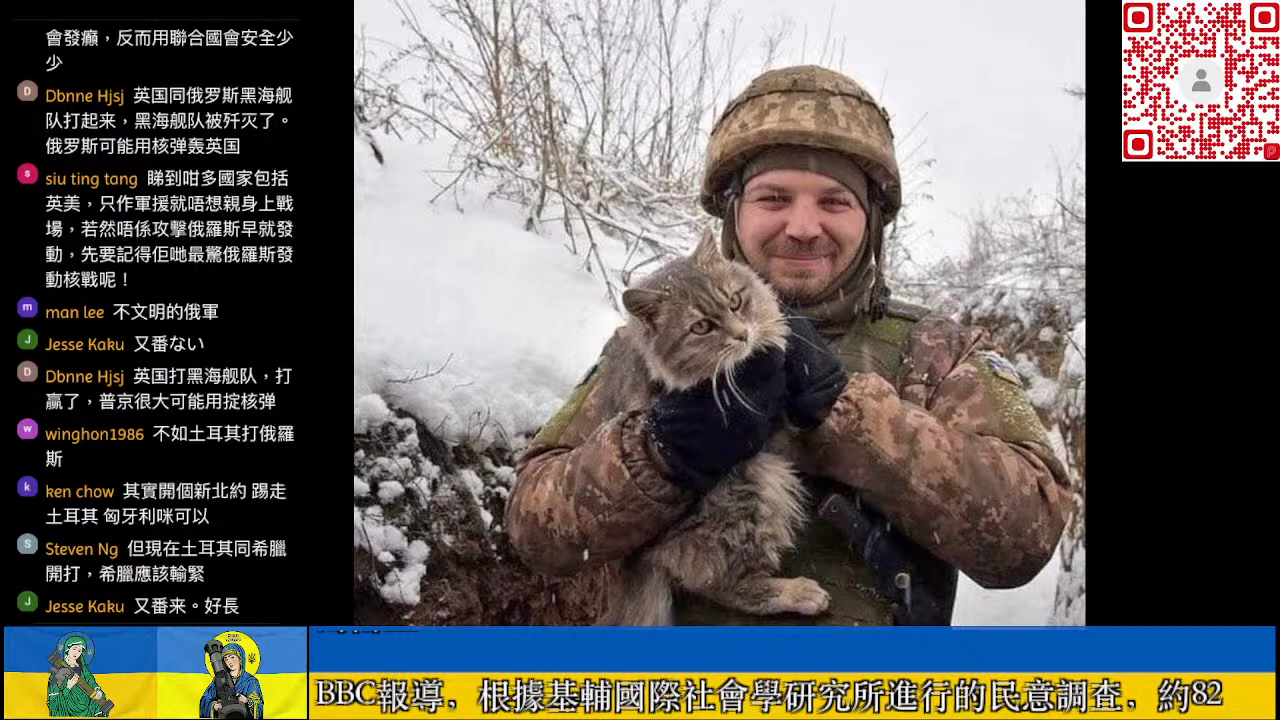 會發癲，反而用聯合國會安全少
少
Dbnne Hjsj 英国同俄罗斯黑海舰
队打起来，黑海舰队被歼灭了。
俄罗斯可能用核弹轰英国
siu ting tang 睇到咁多國家包括
英美，只作軍援就唔想親身上戰
場，若然唔係攻擊俄羅斯早就發
動，先要記得佢哋最驚俄羅斯發
動核戰呢！
man lee 不文明的俄軍
Jesse Kaku 又番ない
Dbnne Hjsj 英国打黑海舰队，打
赢了，普京很大可能用掟核弹
winghon1986 不如土耳其打俄羅
斯
ken chow 其實開個新北約 踢走
土耳其 匈牙利咪可以
Steven Ng 但現在土耳其同希臘
開打，希臘應該輸緊
Jesse Kaku 又番来。好長
BBC報導，根據基輔國際社會學研究所進行的民意調查，約82